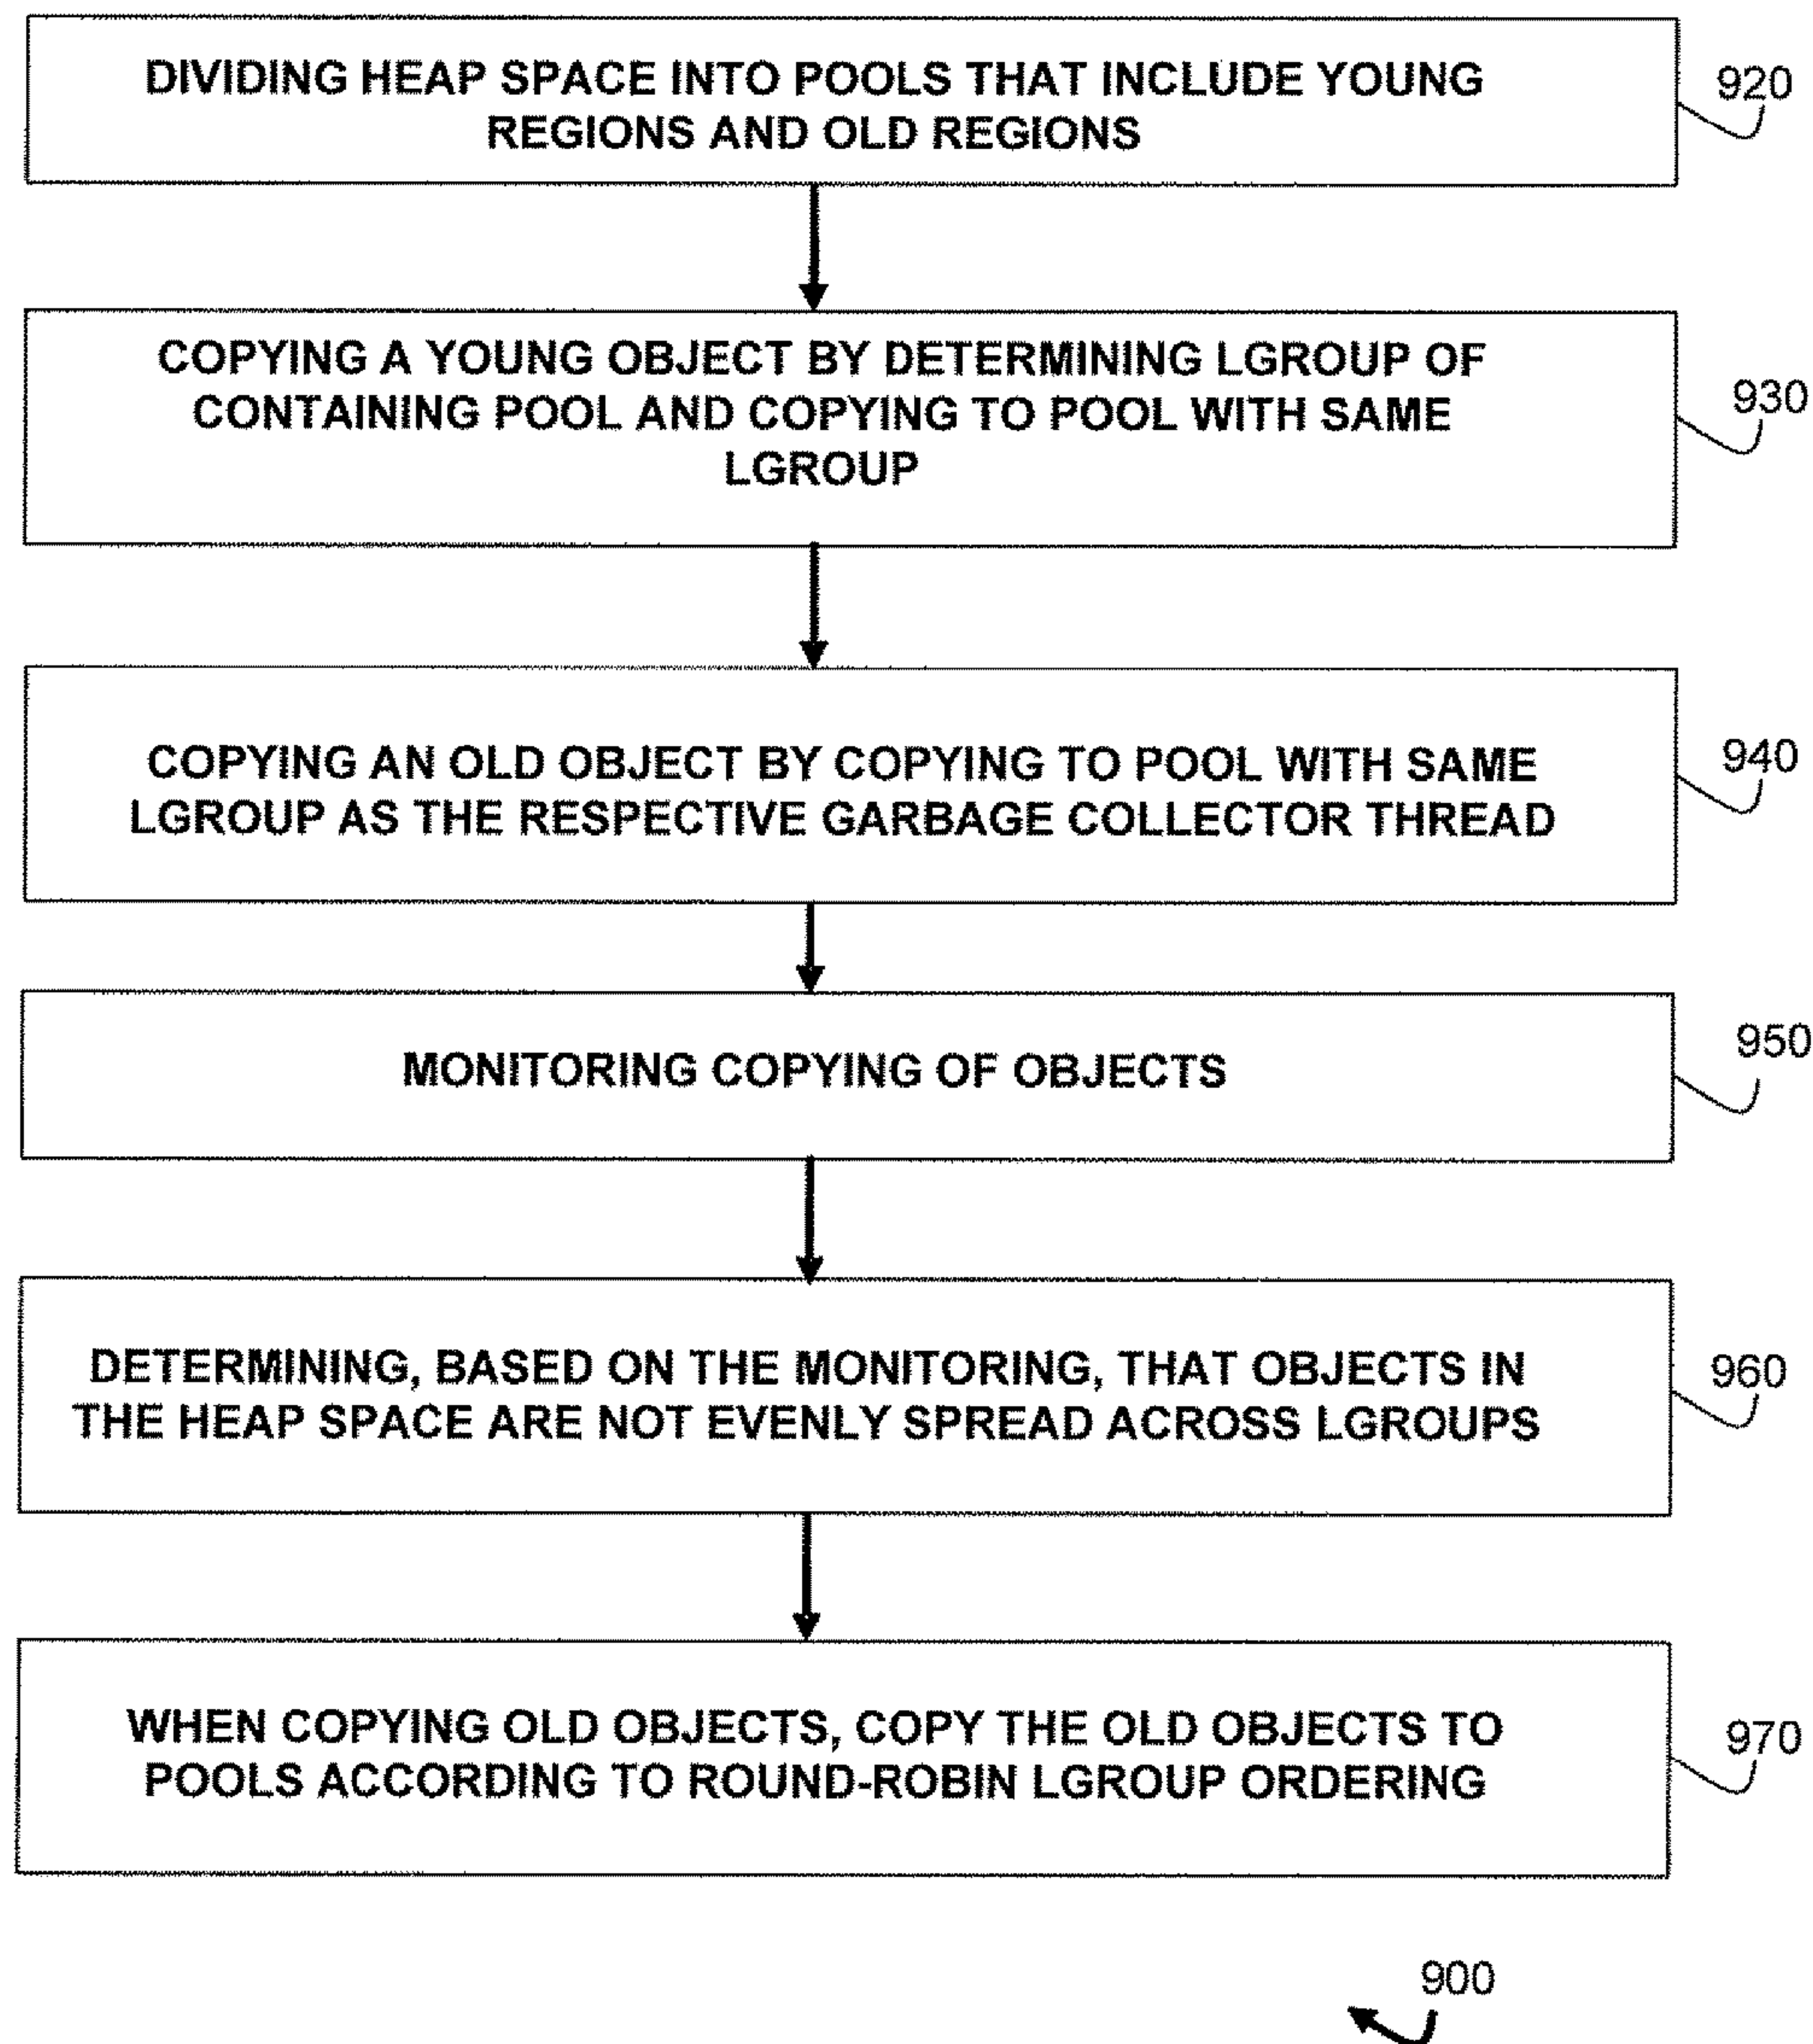 DIVIDING HEAP SPACE INTO POOLS THAT INCLUDE YOUNG
REGIONS AND OLD REGIONS
920
COPYING A YOUNG OBJECT BY DETERMINING LGROUP OF
CONTAINING POOL AND COPYING TO POOL WITH SAME
LGROUP
930
COPYING AN OLD OBJECT BY COPYING TO POOL WITH SAME
LGROUP AS THE RESPECTIVE GARBAGE COLLECTOR THREAD
940
MONITORING COPYING OF OBJECTS
950
DETERMINING, BASED ON THE MONITORING, THAT OBJECTS IN
THE HEAP SPACE ARE NOT EVENLY SPREAD ACROSS LGROUPS
960
WHEN COPYING OLD OBJECTS, COPY THE OLD OBJECTS TO
POOLS ACCORDING TO ROUND-ROBIN LGROUP ORDERING
970
900